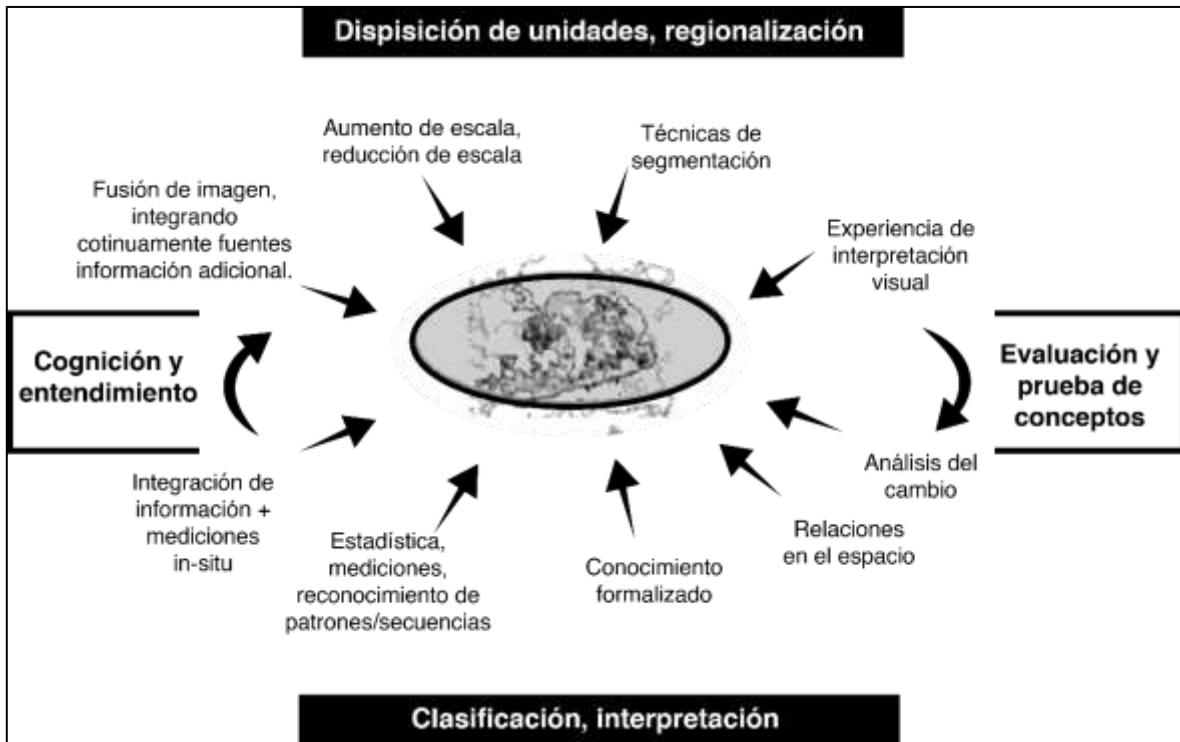 Dispisición de unidades, regionalización
Aumento de escala,
reducción de escala
Técnicas de
segmentación
Fusión de imagen,
integrando
cotinuamente fuentes
información adicional.
Experiencia de
interpretación
visual
Cognición y
entendimiento
Evaluación y
prueba de
conceptos
Integración de
información +
mediciones
in-situ
Análisis del
cambio
Estadística,
mediciones,
reconocimiento de
patrones/secuencias
Conocimiento
formalizado
Relaciones
en el espacio
Clasificación, interpretación